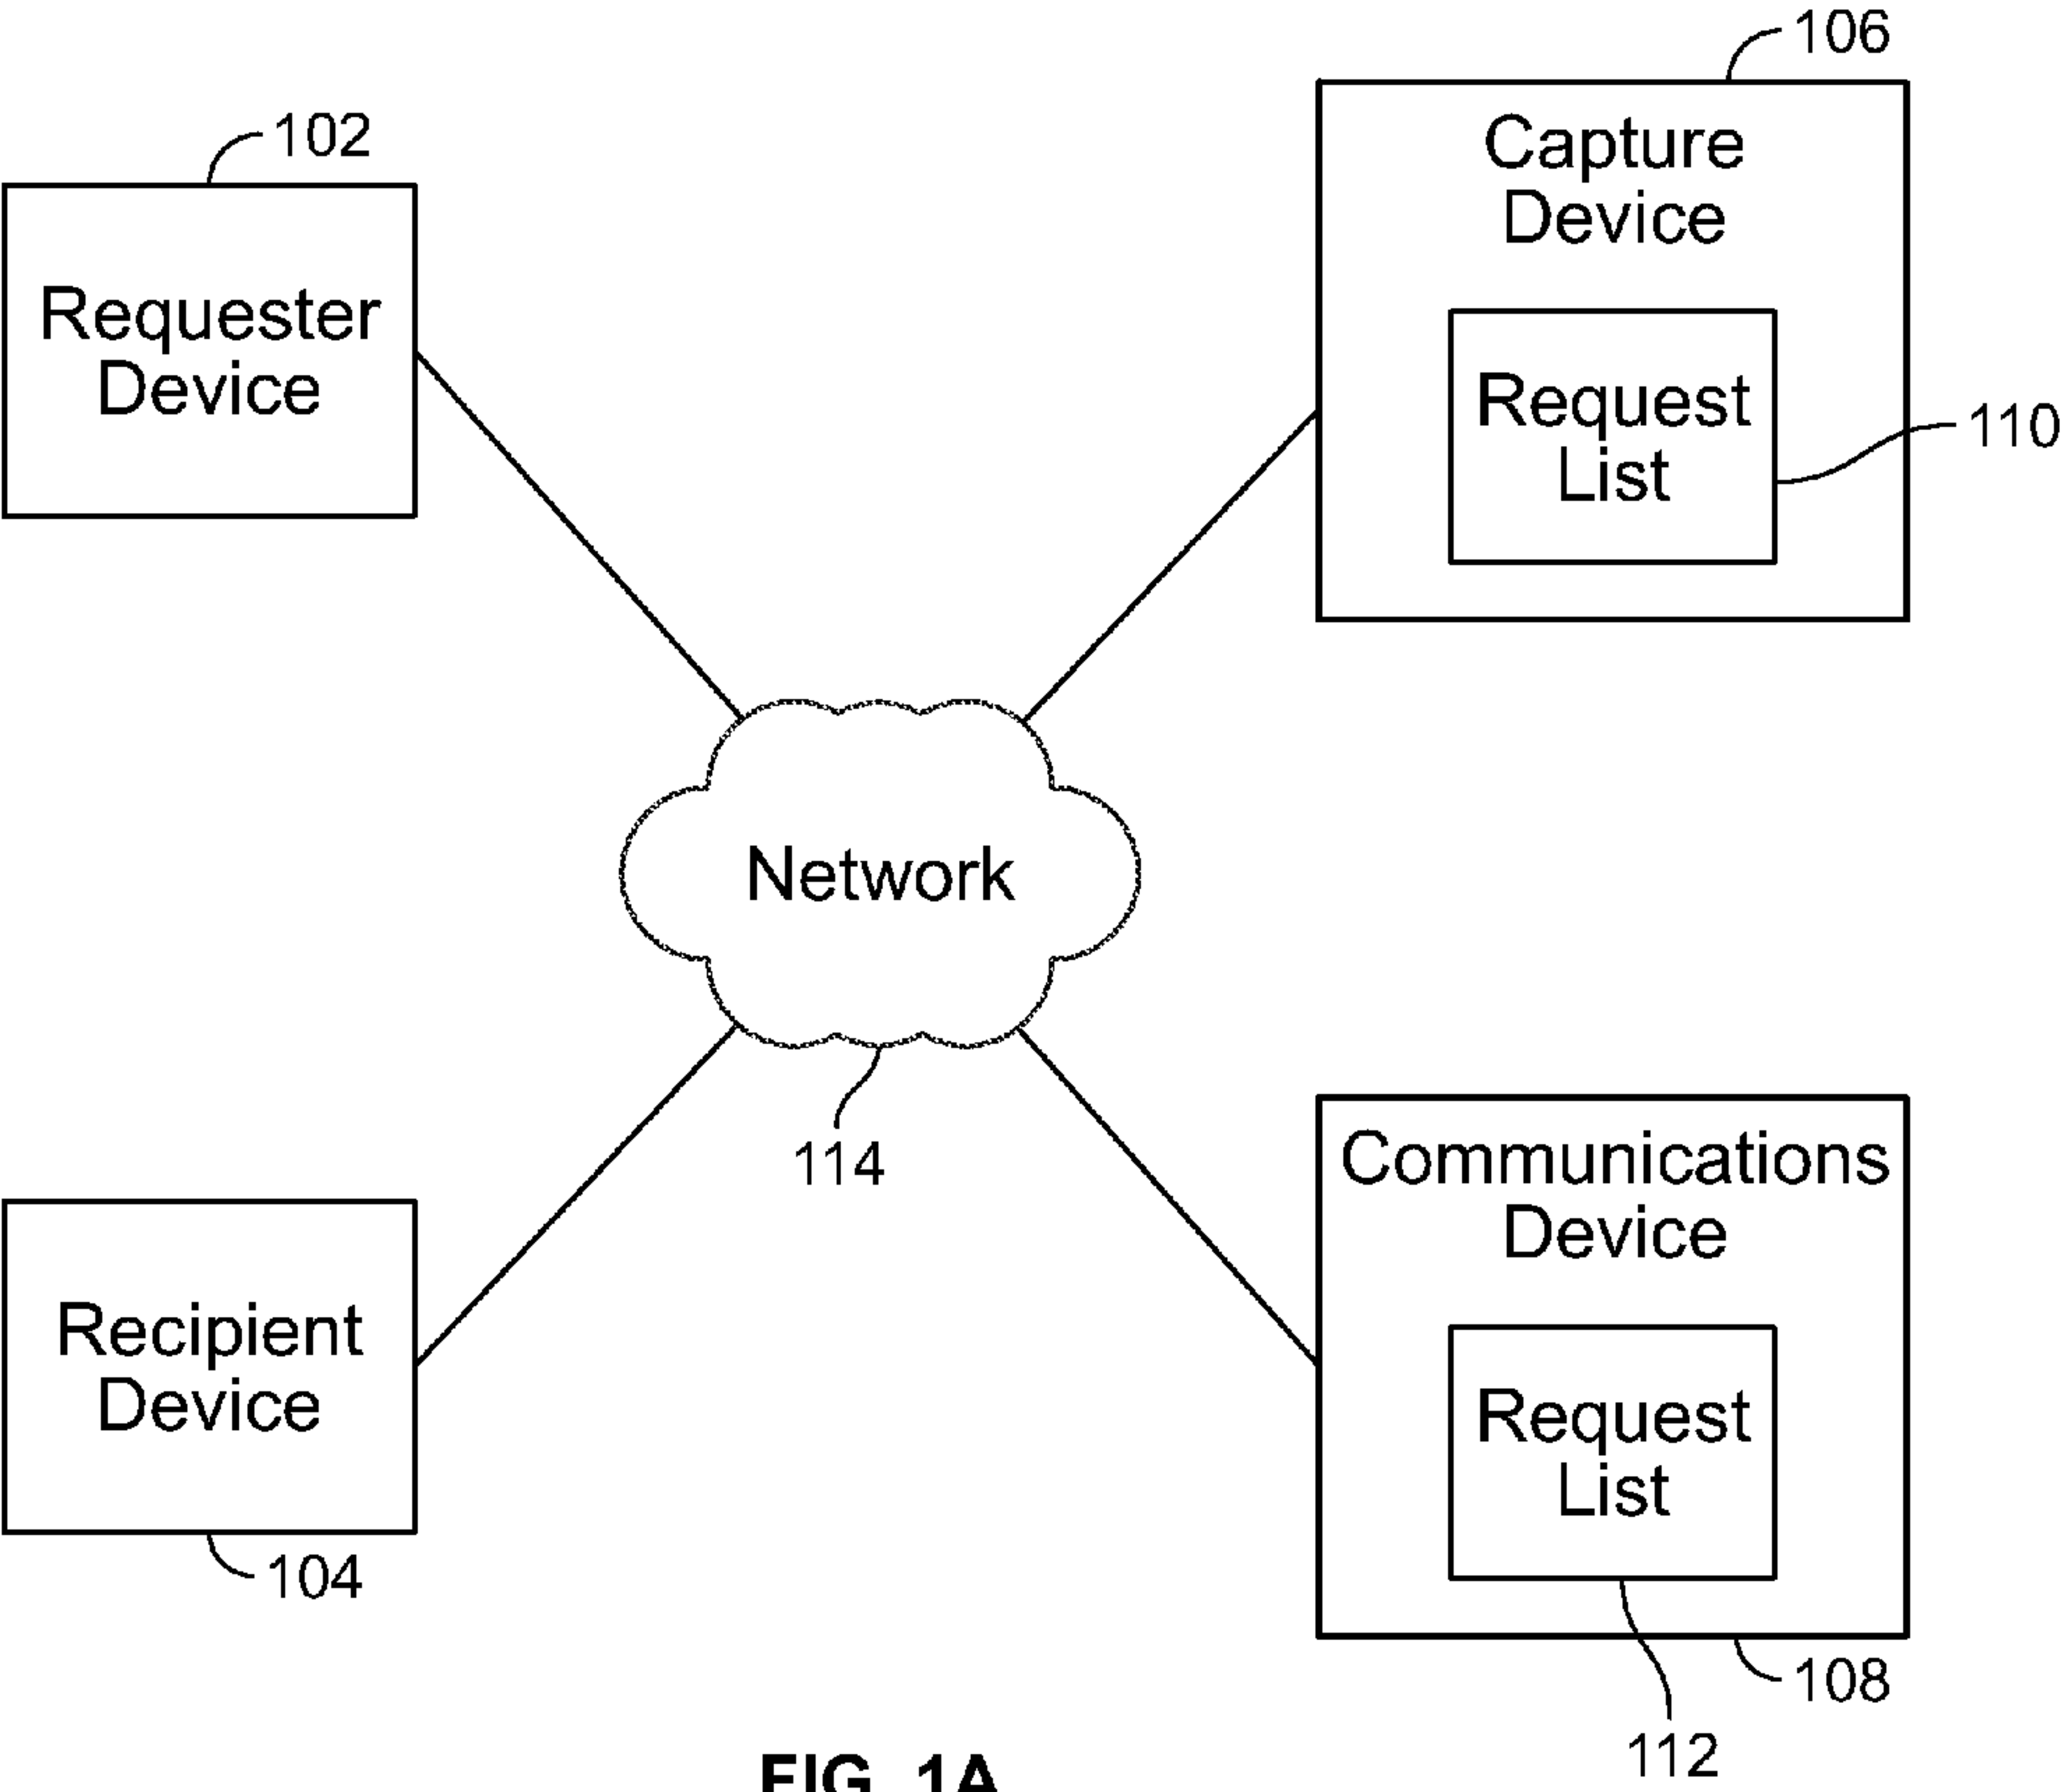 106
102
Capture
Device
Requester
Device
Request
List
110
Network
114
Communications
Device
Recipient
Device
Request
List
104
108
112
FIG. 1A